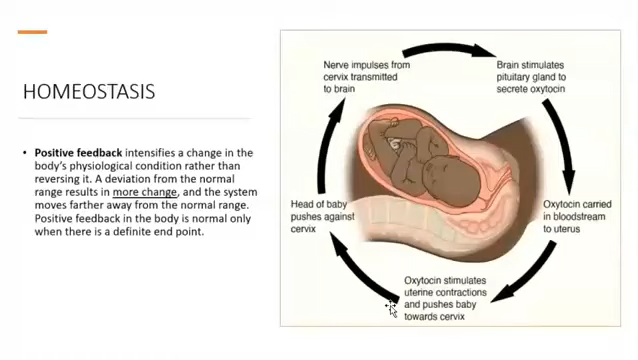 HOMEOSTASIS
• Positive feedback intensifies a change in the
body's physiological condition rather than
reversing it. A deviation from the normal
range results in more change, and the system
moves farther away from the normal range.
Positive feedback in the body is normal only
when there is a definite end point.
Nerve impulses from
cervix transmitted
to brain
Brain stimulates
pituitary gland to
secrete oxytocin
Oxytocin carried
in bloodstream
to uterus
Oxytocin stimulates
uterine contractions
and pushes baby
towards cervix
Head of baby
pushes against
cervix